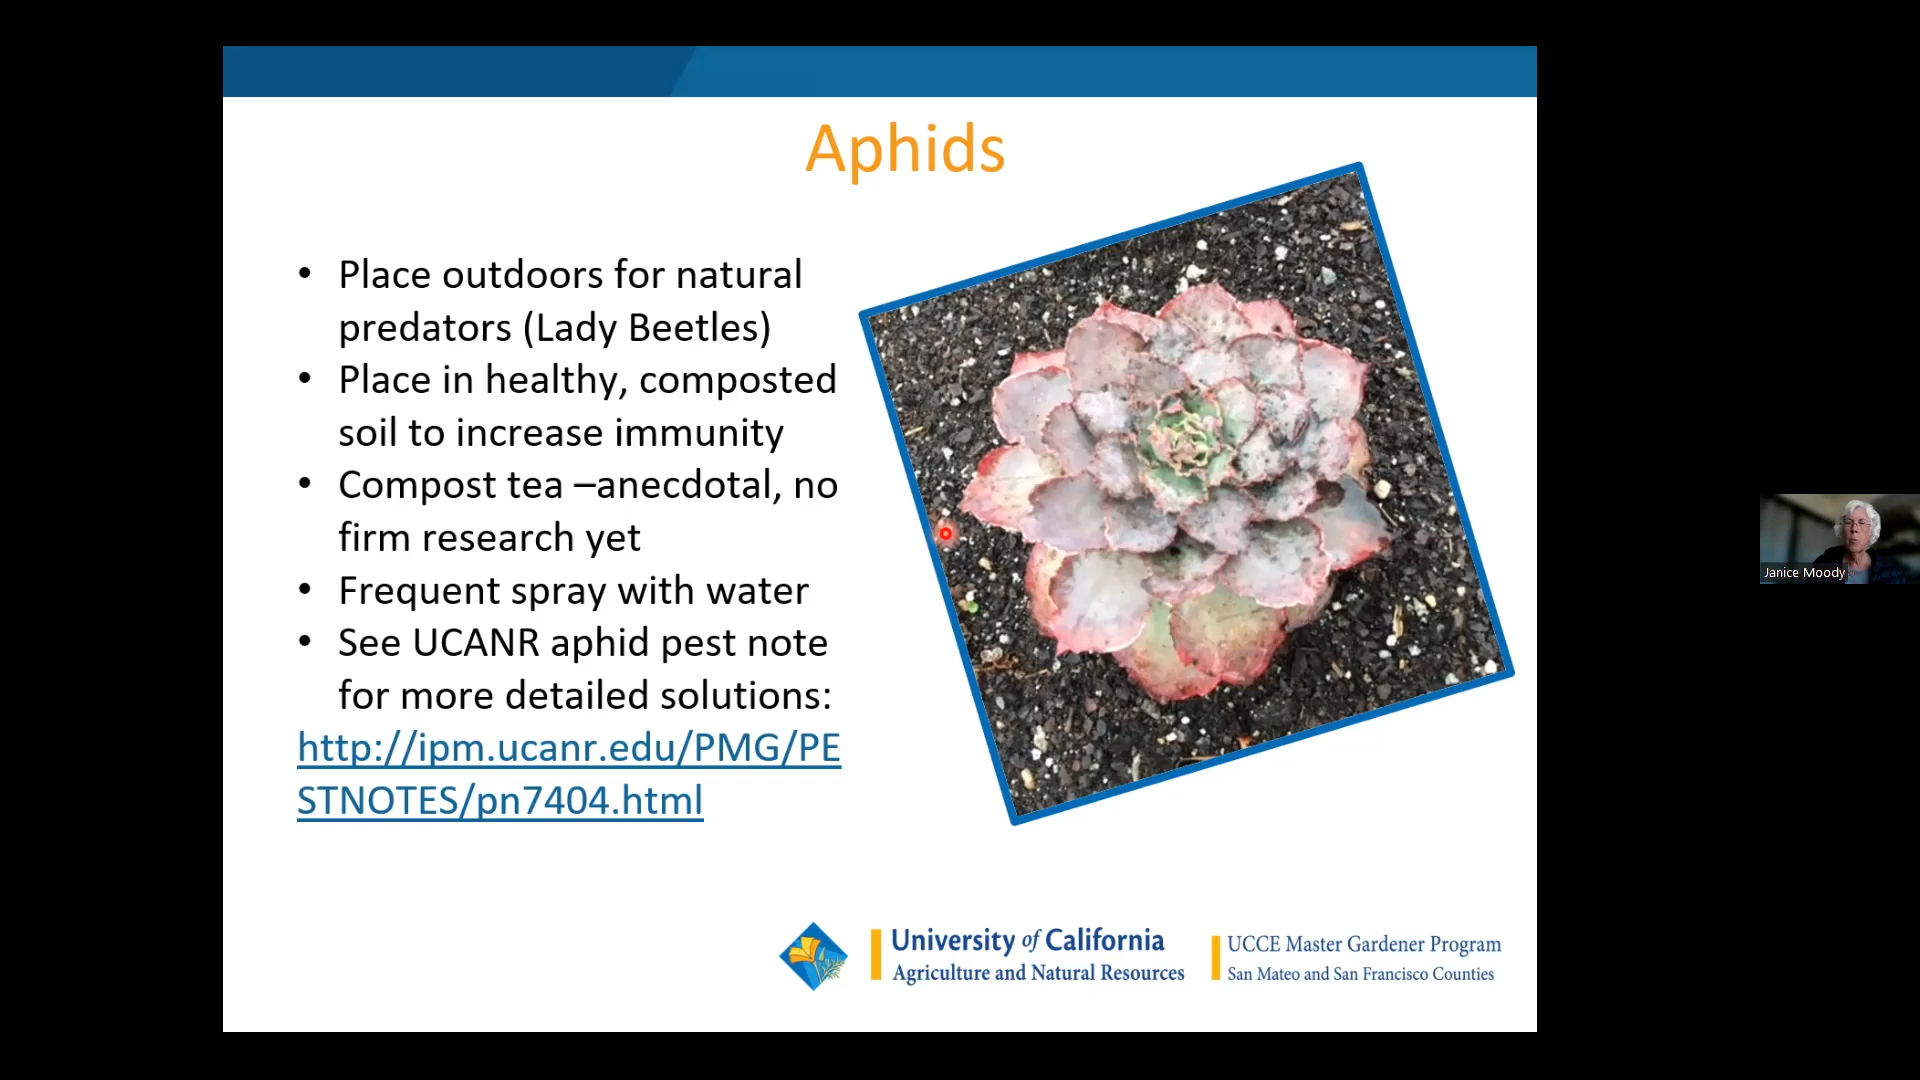 Aphids
• Place outdoors for natural
predators (Lady Beetles)
• Place in healthy, composted
soil to increase immunity
• Compost tea –anecdotal, no
firm research yet
• Frequent spray with water
• See UCANR aphid pest note
for more detailed solutions:
http://ipm.ucanr.edu/PMG/PE
STNOTES/pn7404.html
University of California
Agriculture and Natural Resources
UCCE Master Gardener Program
San Mateo and San Francisco Counties
Janice Moody